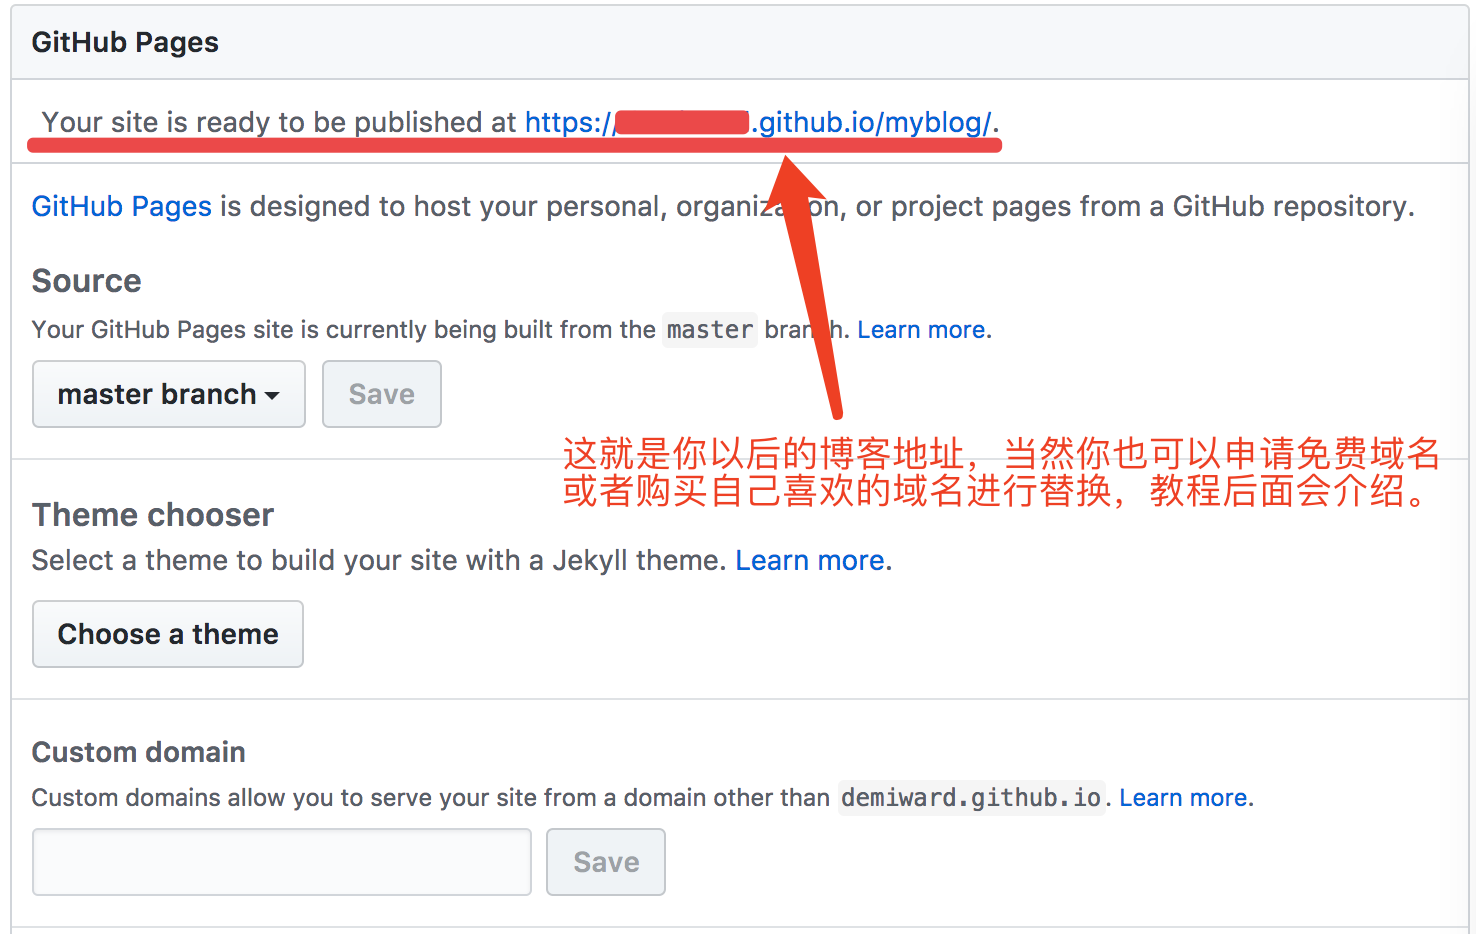 GitHub Pages
Your site is ready to be published at https://.github.io/myblog/.
GitHub Pages is designed to host your personal, organization, or project pages from a GitHub repository.
Source
Your GitHub Pages site is currently being built from the master branch. Learn more.
master branch
Save
这就是你以后的博客地址，当然你也可以申请免费域名
或者购买自己喜欢的域名进行替换，教程后面会介绍。
Theme chooser
Select a theme to build your site with a Jekyll theme. Learn more.
Choose a theme
Custom domain
Custom domains allow you to serve your site from a domain other than demiward.github.io. Learn more.
Save